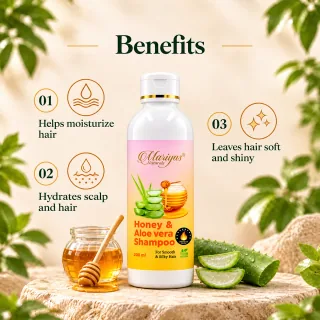 Benefits
01
Helps moisturize
hair
02
Hydrates scalp
and hair
03
Leaves hair soft
and shiny
Marigus
Honey &
Aloe vera
Shampoo
For Smooth
& Silky Hair